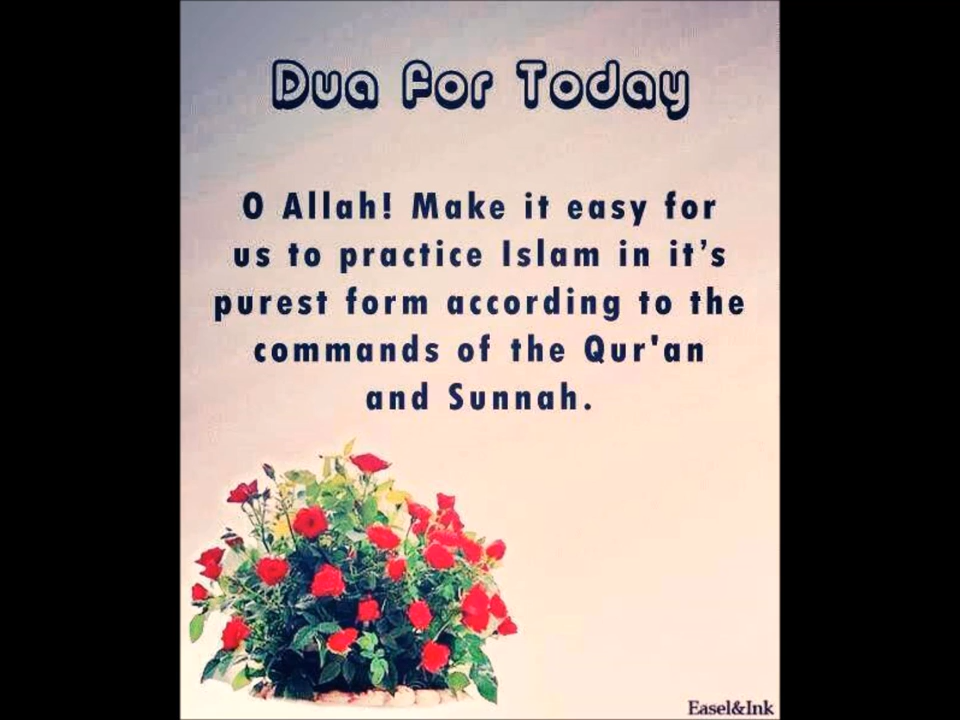 Dua for Today
O Allah! Make it easy for
us to practice Islam in it’s
purest form according to the
commands of the Qur'an
and Sunnah.
Easel&Ink